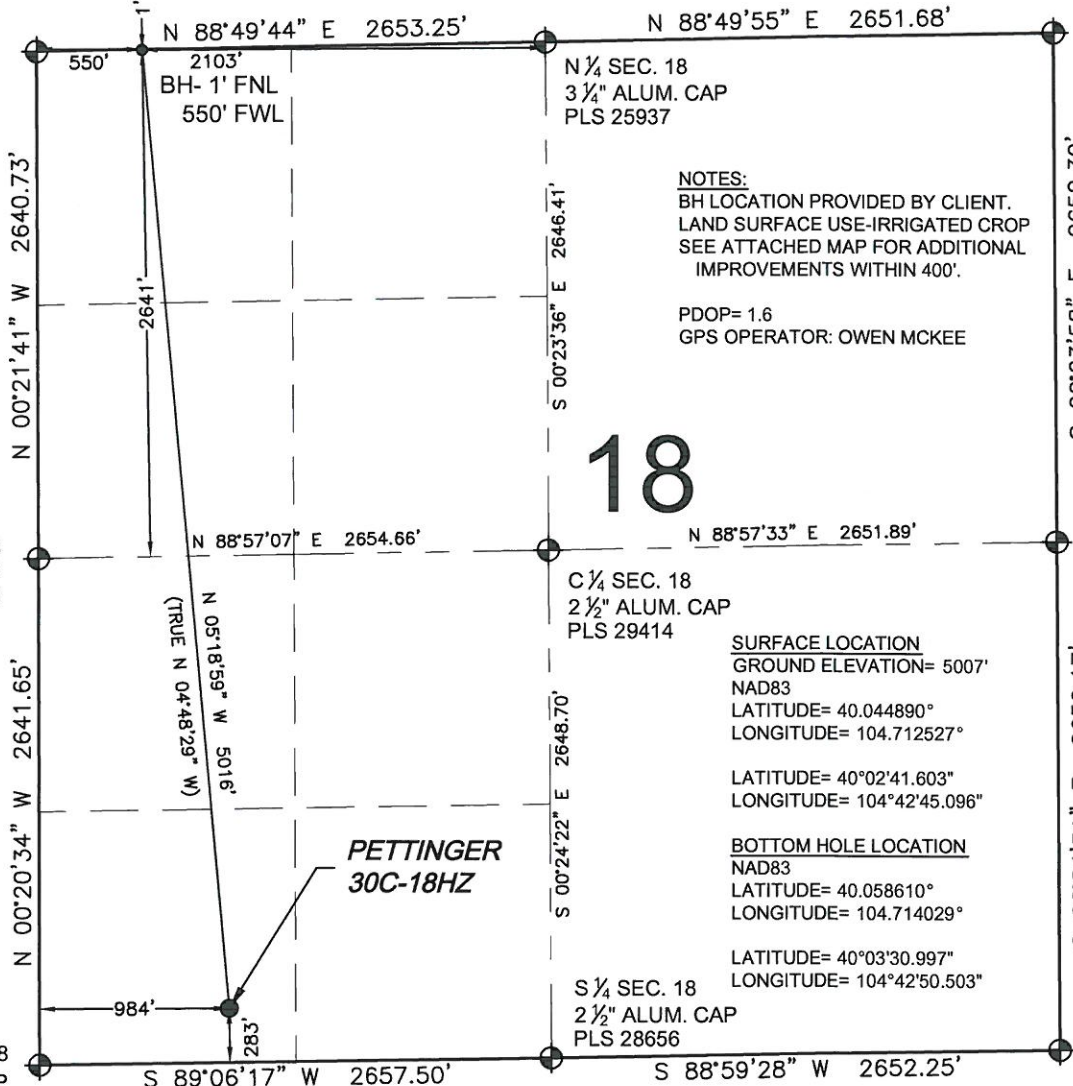 1'
N 88°49'44" E 2653.25'
N 88°49'55" E 2651.68'
550'
2103'
BH- 1' FNL
550' FWL
N ¼ SEC. 18
3 ¼" ALUM. CAP
PLS 25937
N 00°21'41" W 2640.73'
2641'
S 00°23'36" E 2646.41'
NOTES:
BH LOCATION PROVIDED BY CLIENT.
LAND SURFACE USE-IRRIGATED CROP
SEE ATTACHED MAP FOR ADDITIONAL
IMPROVEMENTS WITHIN 400'.
PDOP= 1.6
GPS OPERATOR: OWEN MCKEE
18
N 88°57'07" E 2654.66'
N 88°57'33" E 2651.89'
C ¼ SEC. 18
2 ½" ALUM. CAP
PLS 29414
N 05°18'59" W 5016'
(TRUE N 04°48'29" W)
N 00°20'34" W 2641.65'
S 00°24'22" E 2648.70'
SURFACE LOCATION
GROUND ELEVATION= 5007'
NAD83
LATITUDE= 40.044890°
LONGITUDE= 104.712527°
LATITUDE= 40°02'41.603"
LONGITUDE= 104°42'45.096"
BOTTOM HOLE LOCATION
NAD83
LATITUDE= 40.058610°
LONGITUDE= 104.714029°
LATITUDE= 40°03'30.997"
LONGITUDE= 104°42'50.503"
PETTINGER
30C-18HZ
984'
283'
S ¼ SEC. 18
2 ½" ALUM. CAP
PLS 28656
S 89°06'17" W 2657.50'
S 88°59'28" W 2652.25'